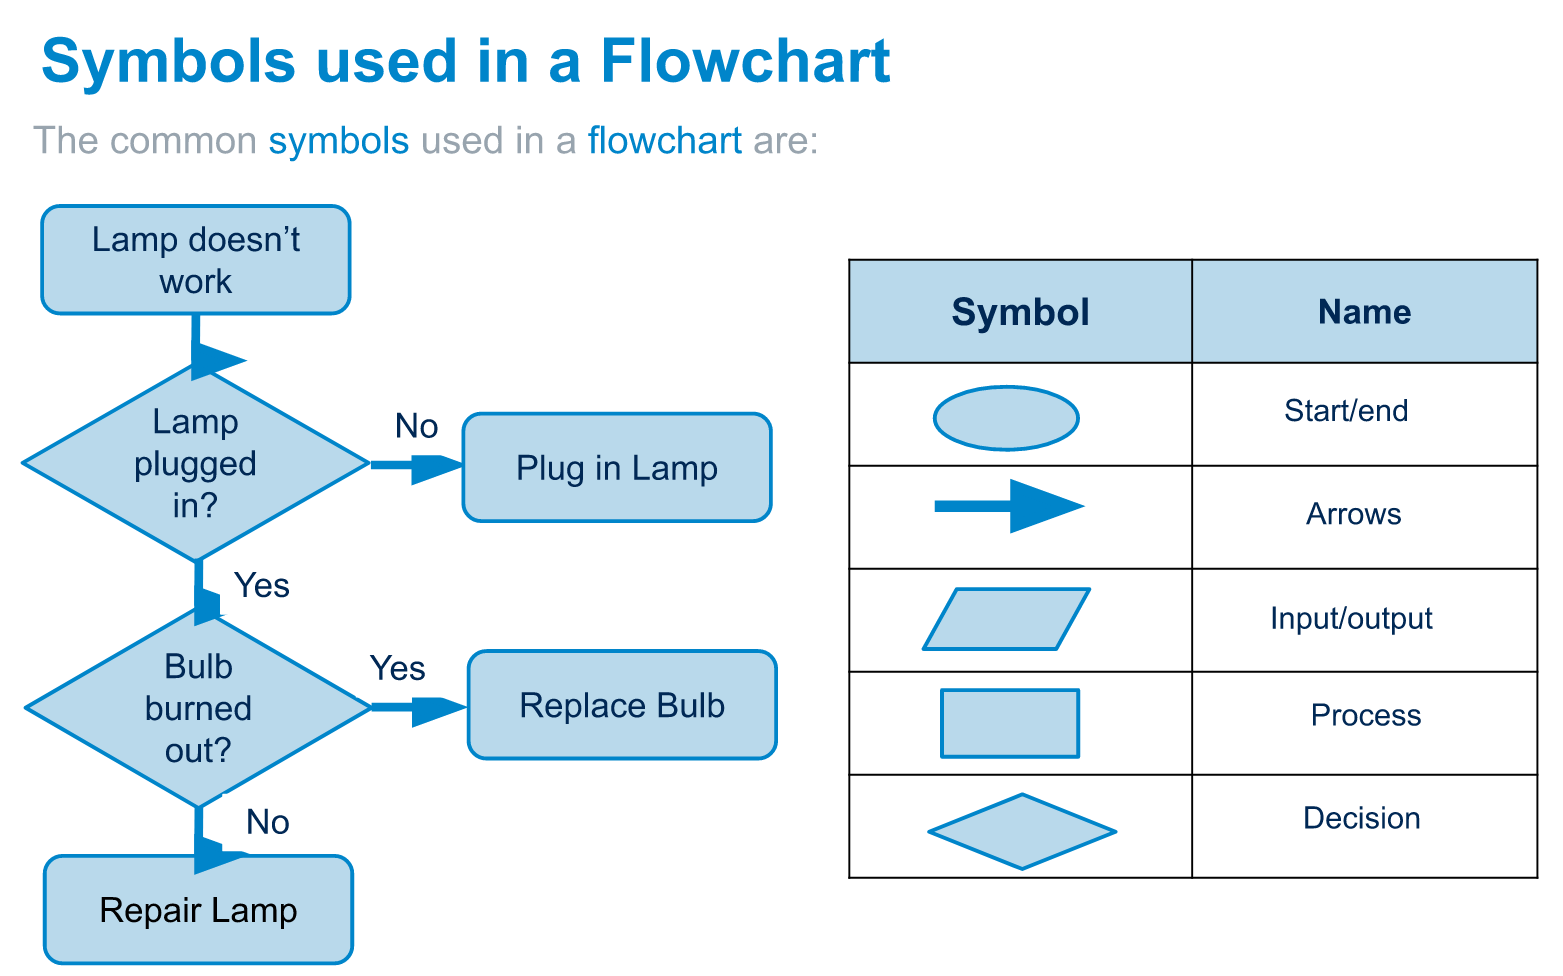 Symbols used in a Flowchart
The common symbols used in a flowchart are:
Lamp doesn’t
work
Lamp
plugged
in?
No
Plug in Lamp
Yes
Bulb
burned
out?
Yes
Replace Bulb
No
Repair Lamp
Symbol
Name
Start/end
Arrows
Input/output
Process
Decision